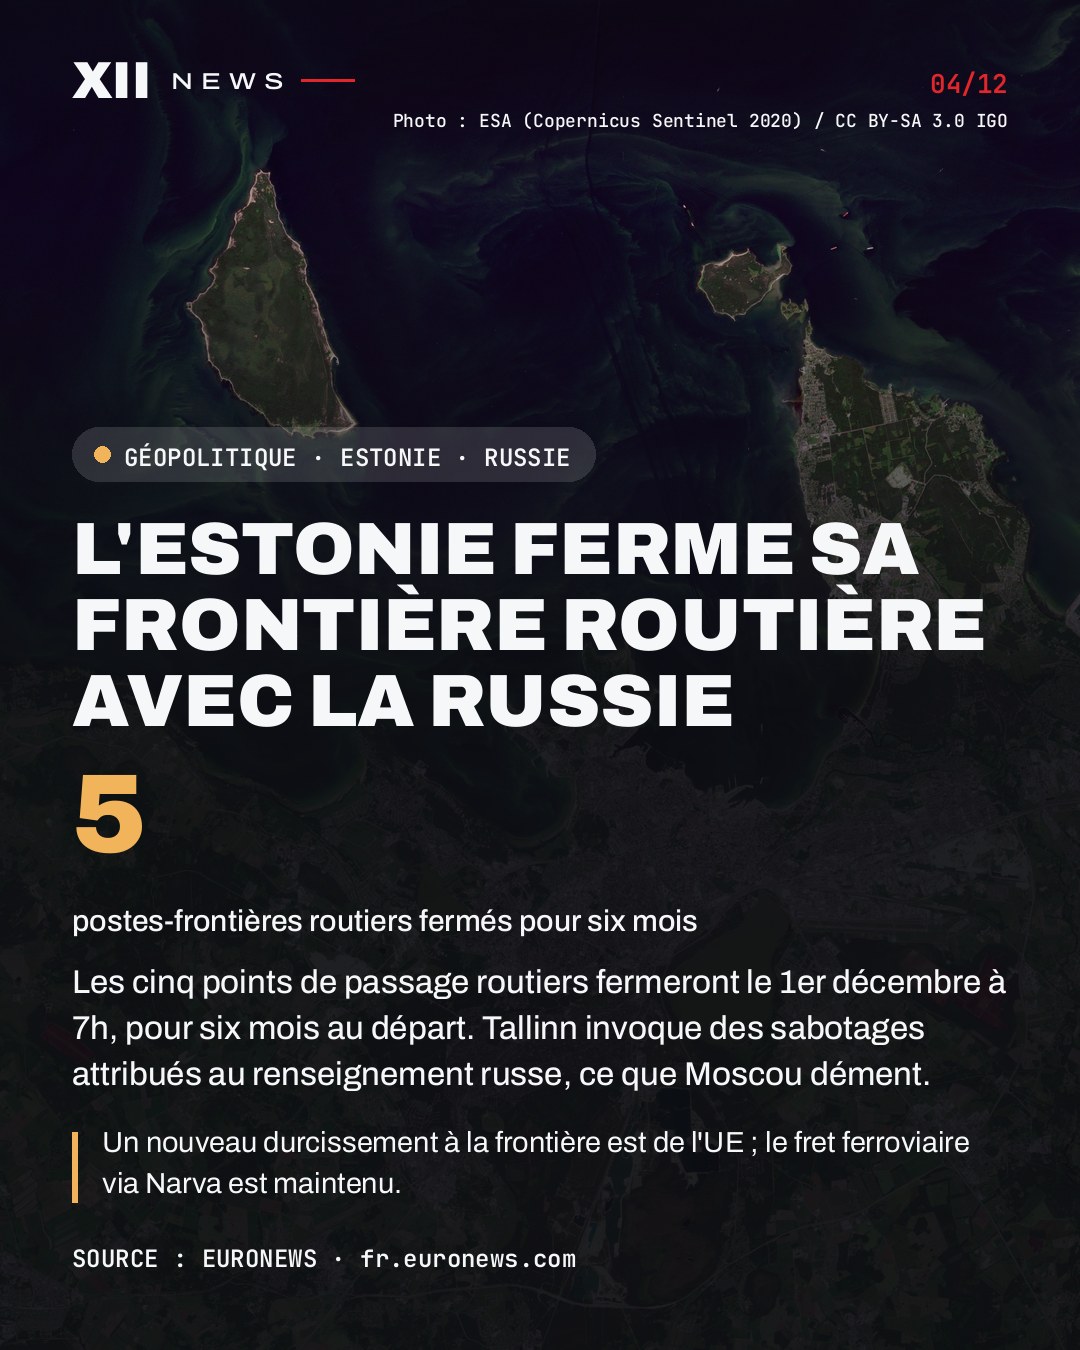 XII NEWS
04/12
Photo : ESA (Copernicus Sentinel 2020) / CC BY-SA 3.0 IGO
GÉOPOLITIQUE · ESTONIE · RUSSIE
L'ESTONIE FERME SA
FRONTIÈRE ROUTIÈRE
AVEC LA RUSSIE
5
postes-frontières routiers fermés pour six mois
Les cinq points de passage routiers fermeront le 1er décembre à
7h, pour six mois au départ. Tallinn invoque des sabotages
attribués au renseignement russe, ce que Moscou dément.
Un nouveau durcissement à la frontière est de l'UE ; le fret ferroviaire
via Narva est maintenu.
SOURCE : EURONEWS · fr.euronews.com